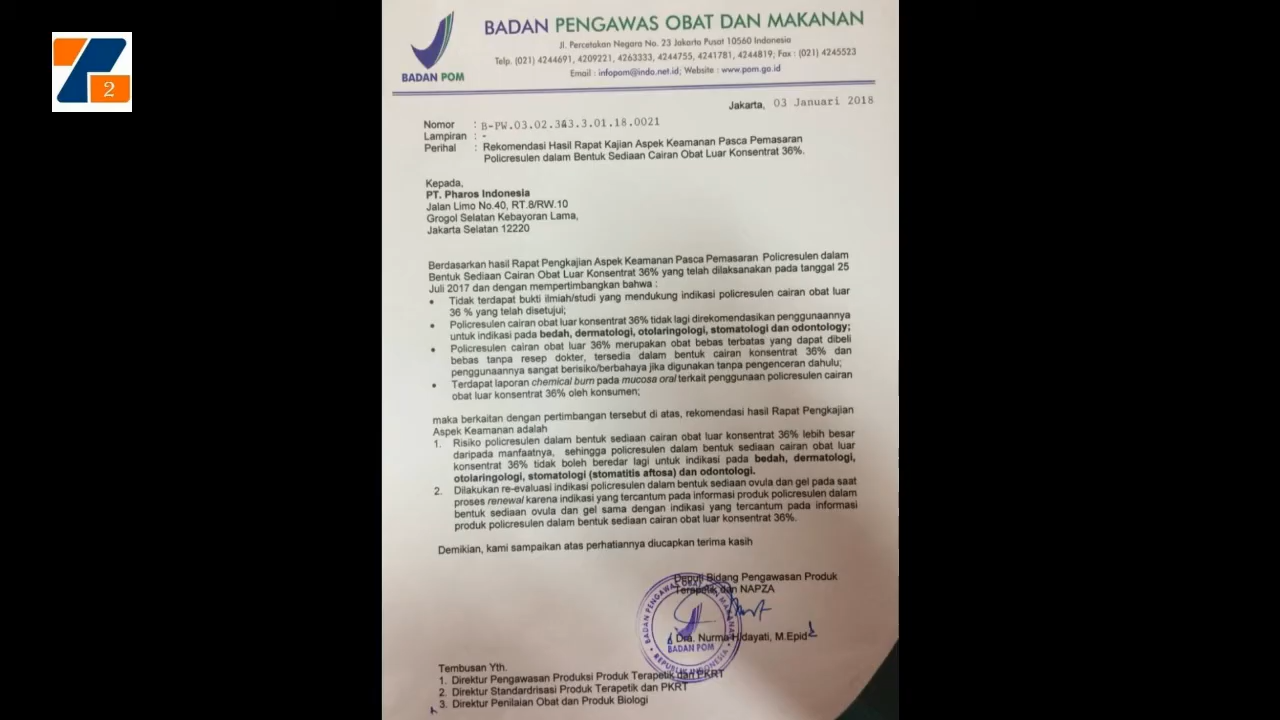 2
BADAN POM
BADAN PENGAWAS OBAT DAN MAKANAN
Jl. Percetakan Negara No. 23 Jakarta Pusat 10560 Indonesia
Telp. (021) 4244691, 4209221, 4263333, 4244755, 4241781, 4244819; Fax : (021) 4245523
Email : infopom@indo.net.id; Website : www.pom.go.id
Jakarta, 03 Januari 2018
Nomor : B-PW.03.02.343.3.01.18.0021
Lampiran : -
Perihal : Rekomendasi Hasil Rapat Kajian Aspek Keamanan Pasca Pemasaran
Policresulen dalam Bentuk Sediaan Cairan Obat Luar Konsentrat 36%.
Kepada,
PT. Pharos Indonesia
Jalan Limo No.40, RT.8/RW.10
Grogol Selatan Kebayoran Lama,
Jakarta Selatan 12220
Berdasarkan hasil Rapat Pengkajian Aspek Keamanan Pasca Pemasaran Policresulen dalam
Bentuk Sediaan Cairan Obat Luar Konsentrat 36% yang telah dilaksanakan pada tanggal 25
Juli 2017 dan dengan mempertimbangkan bahwa :
• Tidak terdapat bukti ilmiah/studi yang mendukung indikasi policresulen cairan obat luar
36 % yang telah disetujui;
• Policresulen cairan obat luar konsentrat 36% tidak lagi direkomendasikan penggunaannya
untuk indikasi pada bedah, dermatologi, otolaringologi, stomatologi dan odontology;
• Policresulen cairan obat luar 36% merupakan obat bebas terbatas yang dapat dibeli
bebas tanpa resep dokter, tersedia dalam bentuk cairan konsentrat 36% dan
penggunaannya sangat berisiko/berbahaya jika digunakan tanpa pengenceran dahulu;
• Terdapat laporan chemical burn pada mucosa oral terkait penggunaan policresulen cairan
obat luar konsentrat 36% oleh konsumen;
maka berkaitan dengan pertimbangan tersebut di atas, rekomendasi hasil Rapat Pengkajian
Aspek Keamanan adalah
1. Risiko policresulen dalam bentuk sediaan cairan obat luar konsentrat 36% lebih besar
daripada manfaatnya, sehingga policresulen dalam bentuk sediaan cairan obat luar
konsentrat 36% tidak boleh beredar lagi untuk indikasi pada bedah, dermatologi,
otolaringologi, stomatologi (stomatitis aftosa) dan odontologi.
2. Dilakukan re-evaluasi indikasi policresulen dalam bentuk sediaan ovula dan gel pada saat
proses renewal karena indikasi yang tercantum pada informasi produk policresulen dalam
bentuk sediaan ovula dan gel sama dengan indikasi yang tercantum pada informasi
produk policresulen dalam bentuk sediaan cairan obat luar konsentrat 36%.
Demikian, kami sampaikan atas perhatiannya diucapkan terima kasih
Deputi Bidang Pengawasan Produk
Terapetik dan NAPZA
BADAN PENGAWAS OBAT DAN MAKANAN
BADAN POM
REPUBLIK INDONESIA
Dra. Nurma Hidayati, M.Epid
Tembusan Yth.
1. Direktur Pengawasan Produksi Produk Terapetik dan PKRT
2. Direktur Standardrisasi Produk Terapetik dan PKRT
3. Direktur Penilaian Obat dan Produk Biologi